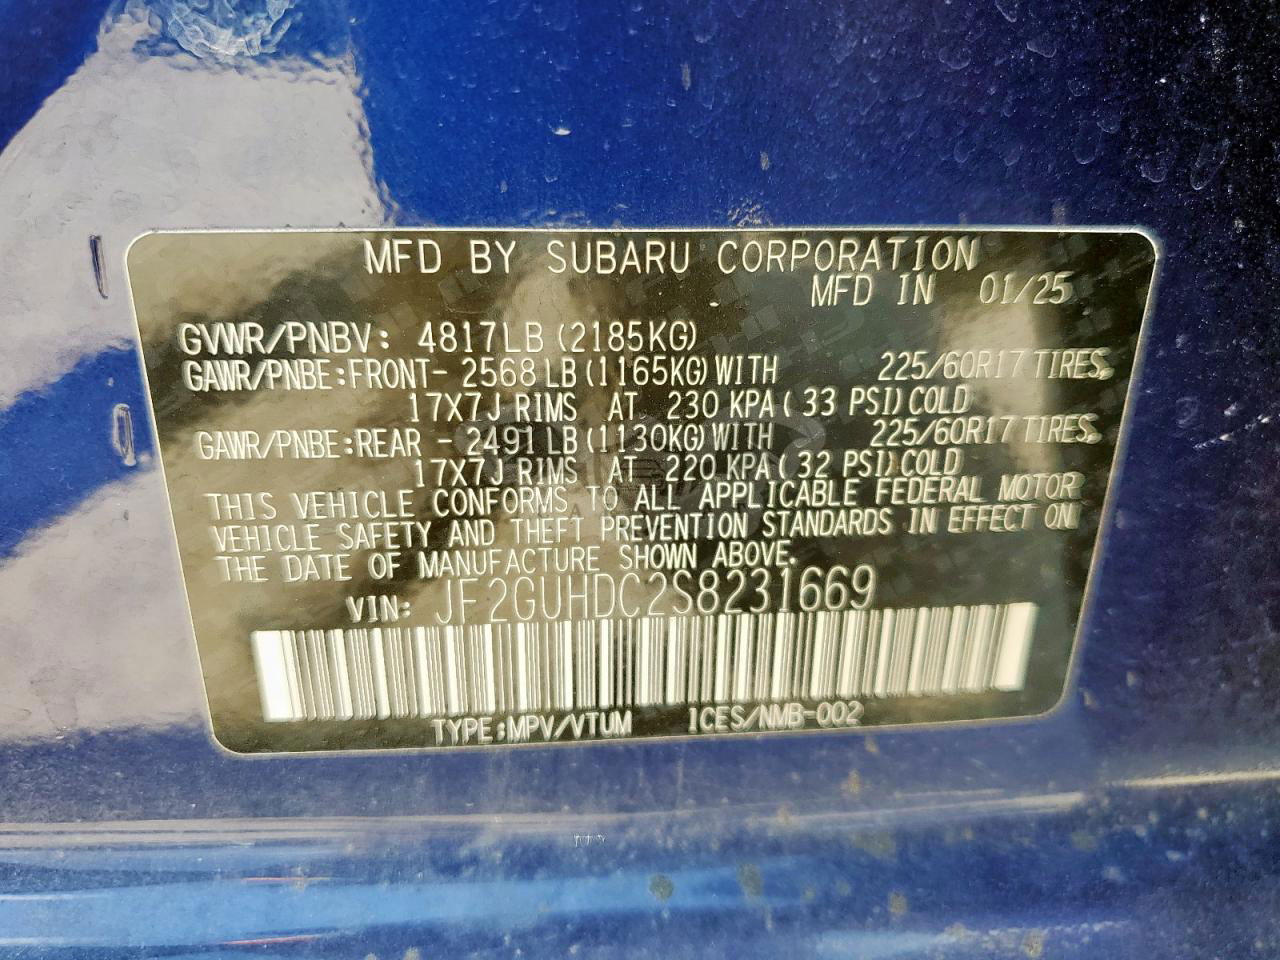 MFD BY SUBARU CORPORATION
MFD IN 01/25
GVWR/PNBV: 4817LB (2185KG)
GAWR/PNBE:FRONT- 2568 LB(1165KG)WITH 225/60R17 TIRES,
17X7J RIMS AT 230 KPA( 33 PSI)COLD
GAWR/PNBE:REAR - 2491LB(1130KG)WITH 225/60R17 TIRES,
17X7J RIMS AT 220 KPA( 32 PSI)COLD
THIS VEHICLE CONFORMS TO ALL APPLICABLE FEDERAL MOTOR
VEHICLE SAFETY AND THEFT PREVENTION STANDARDS IN EFFECT ON
THE DATE OF MANUFACTURE SHOWN ABOVE.
VIN: JF2GUHDC2S8231669
TYPE:MPV/VTUM ICES/NMB-002